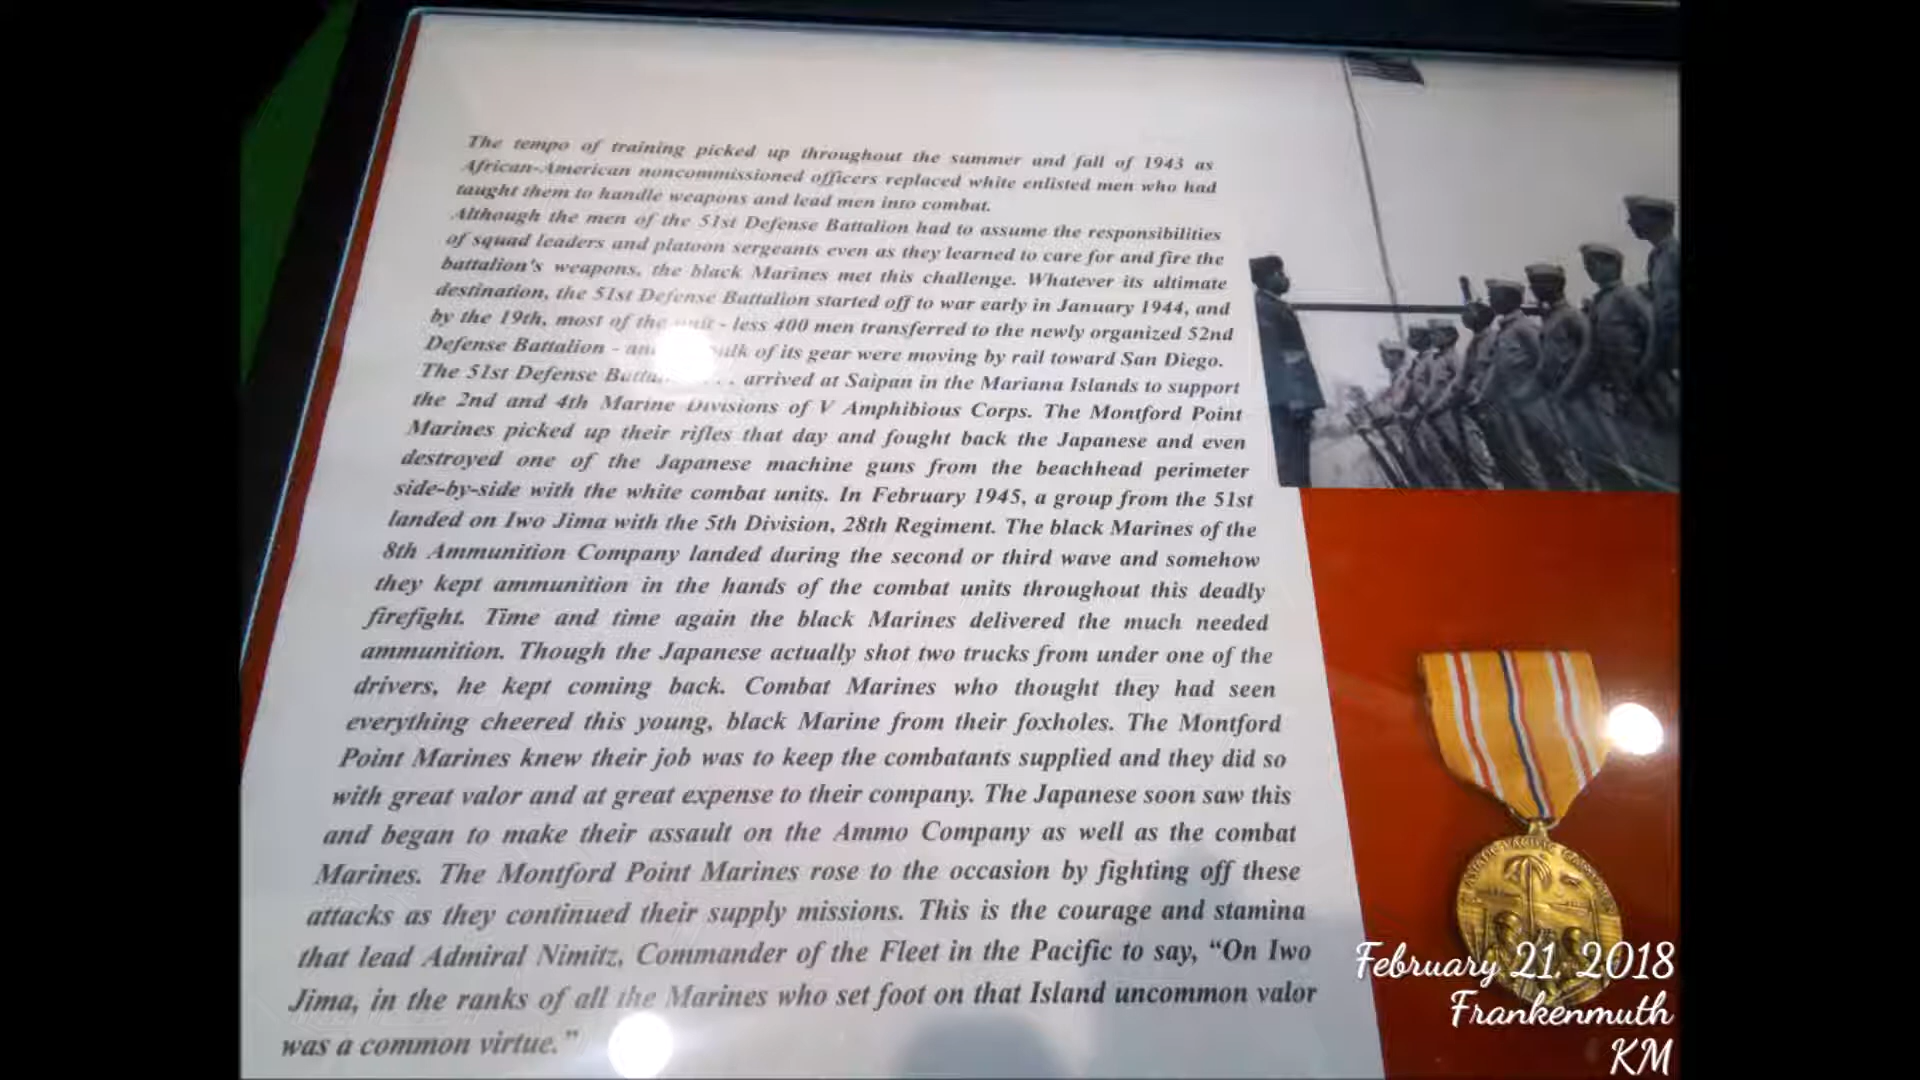 The tempo of training picked up throughout the summer and fall of 1943 as
African-American noncommissioned officers replaced white enlisted men who had
taught them to handle weapons and lead men into combat.
Although the men of the 51st Defense Battalion had to assume the responsibilities
of squad leaders and platoon sergeants even as they learned to care for and fire the
battalion's weapons, the black Marines met this challenge. Whatever its ultimate
destination, the 51st Defense Battalion started off to war early in January 1944, and
by the 19th, most of the unit - less 400 men transferred to the newly organized 52nd
Defense Battalion - of its gear were moving by rail toward San Diego.
The 51st Defense arrived at Saipan in the Mariana Islands to support
the 2nd and 4th Marine Divisions of V Amphibious Corps. The Montford Point
Marines picked up their rifles that day and fought back the Japanese and even
destroyed one of the Japanese machine guns from the beachhead perimeter
side-by-side with the white combat units. In February 1945, a group from the 51st
landed on Iwo Jima with the 5th Division, 28th Regiment. The black Marines of the
8th Ammunition Company landed during the second or third wave and somehow
they kept ammunition in the hands of the combat units throughout this deadly
firefight. Time and time again the black Marines delivered the much needed
ammunition. Though the Japanese actually shot two trucks from under one of the
drivers, he kept coming back. Combat Marines who thought they had seen
everything cheered this young, black Marine from their foxholes. The Montford
Point Marines knew their job was to keep the combatants supplied and they did so
with great valor and at great expense to their company. The Japanese soon saw this
and began to make their assault on the Ammo Company as well as the combat
Marines. The Montford Point Marines rose to the occasion by fighting off these
attacks as they continued their supply missions. This is the courage and stamina
that lead Admiral Nimitz, Commander of the Fleet in the Pacific to say, “On Iwo
Jima, in the ranks of all the Marines who set foot on that Island uncommon valor
was a common virtue.”
ASIATIC-PACIFIC CAMPAIGN
February 21, 2018
Frankenmuth
KM